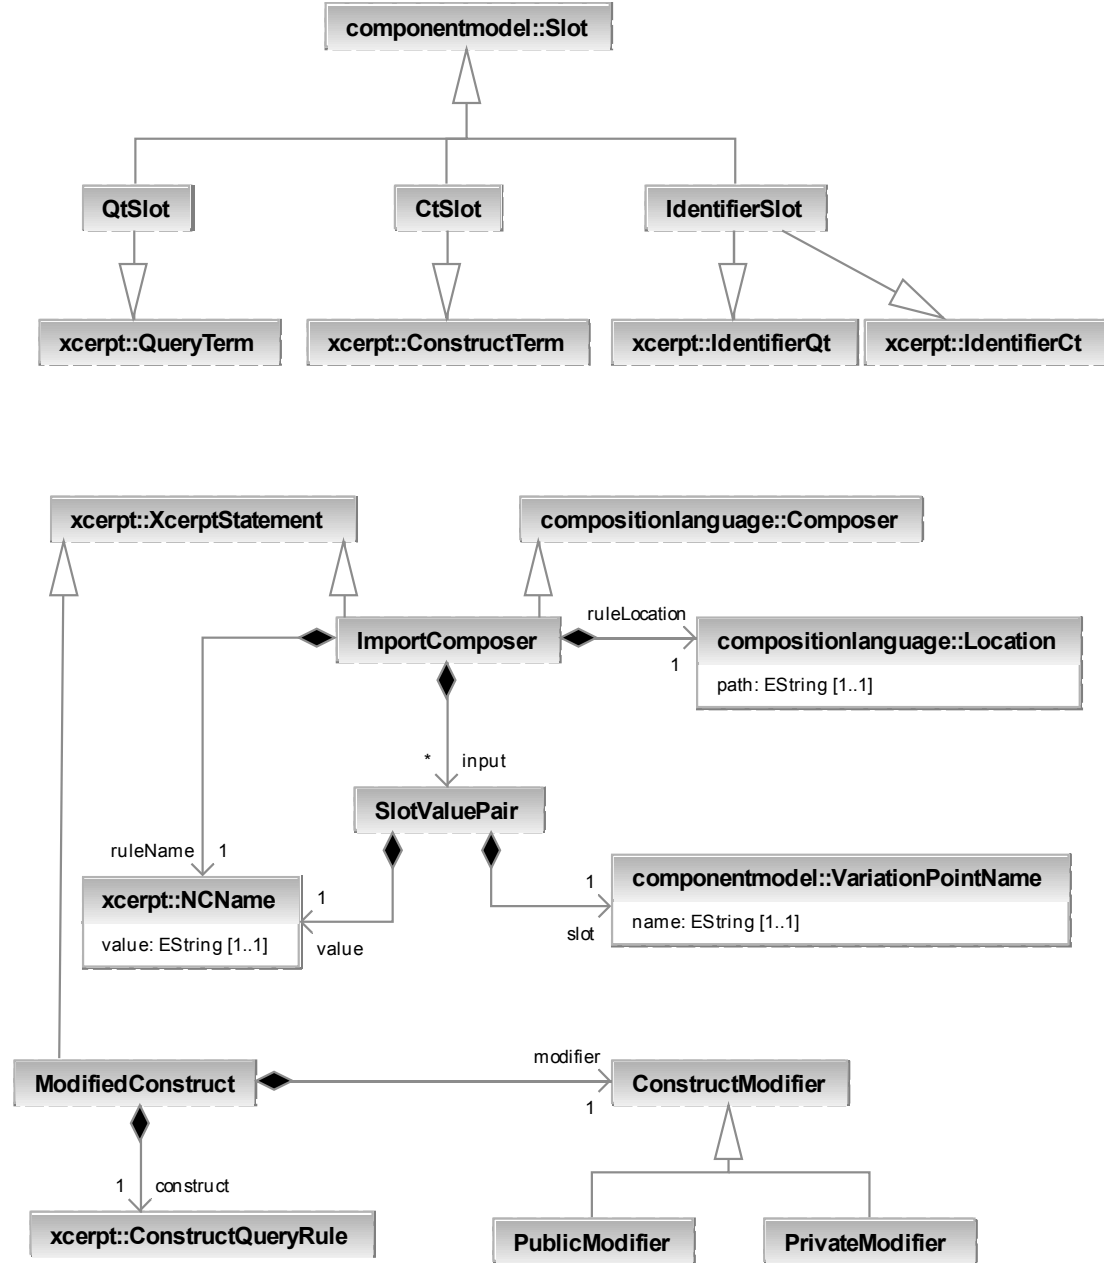 componentmodel::Slot
QtSlot
CtSlot
IdentifierSlot
xcerpt::QueryTerm
xcerpt::ConstructTerm
xcerpt::IdentifierQt
xcerpt::IdentifierCt
xcerpt::XcerptStatement
compositionlanguage::Composer
ruleLocation
ImportComposer
compositionlanguage::Location
1
path: EString [1..1]
* input
SlotValuePair
ruleName 1
xcerpt::NCName
1
value: EString [1..1]
value
1
componentmodel::VariationPointName
slot
name: EString [1..1]
modifier
ModifiedConstruct
ConstructModifier
1
1 construct
xcerpt::ConstructQueryRule
PublicModifier
PrivateModifier